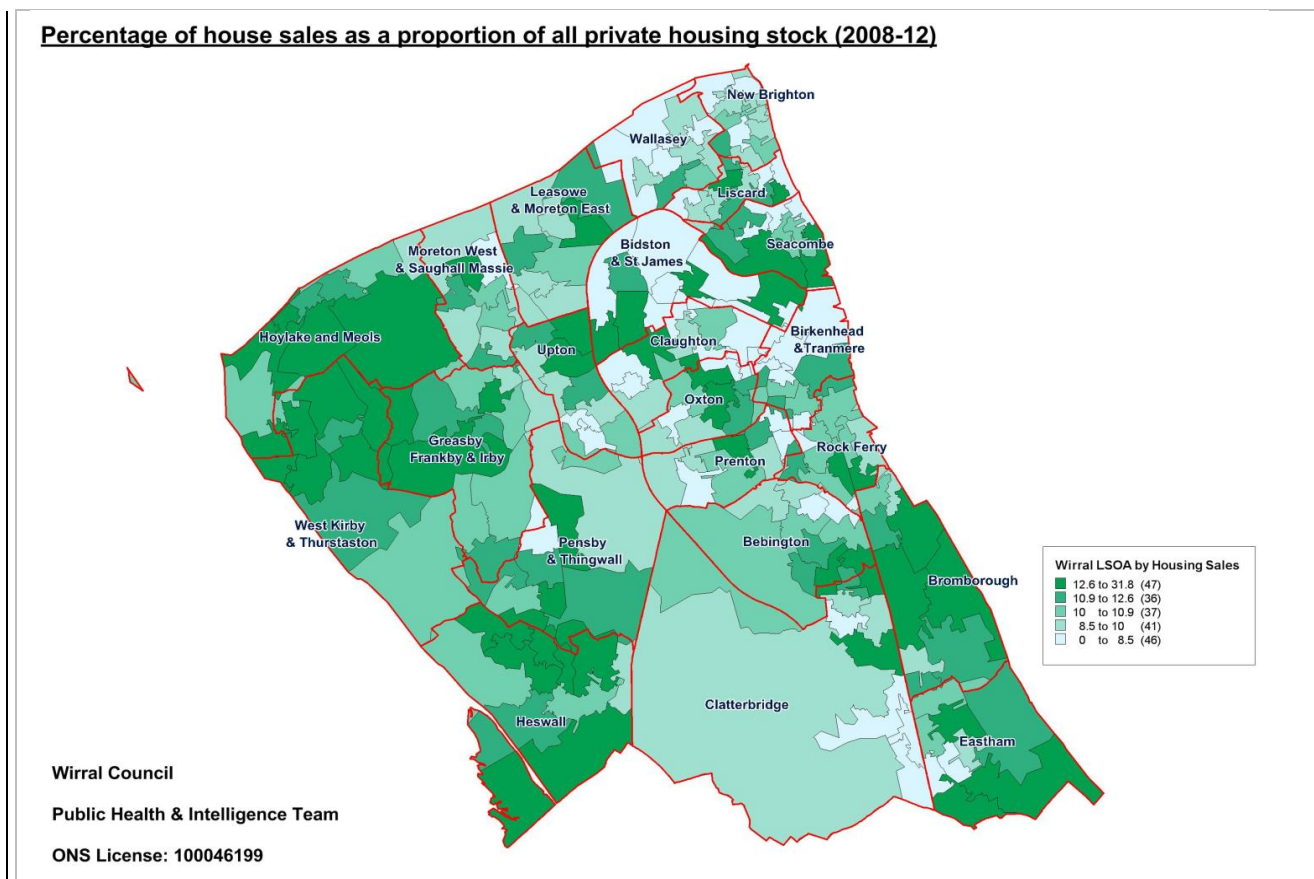 Percentage of house sales as a proportion of all private housing stock (2008-12)
New Brighton
Wallasey
Leasowe
& Moreton East
Liscard
Bidston
& St James
Seacombe
Moreton West
& Saughall Massie
Hoylake and Meols
Upton
Claughton
Birkenhead
&Tranmere
Oxton
Greasby
Frankby & Irby
Rock Ferry
Prenton
West Kirby
& Thurstaston
Pensby
& Thingwall
Bebington
Bromborough
Wirral LSOA by Housing Sales
12.6 to 31.8 (47)
10.9 to 12.6 (36)
10 to 10.9 (37)
8.5 to 10 (41)
0 to 8.5 (46)
Clatterbridge
Heswall
Eastham
Wirral Council
Public Health & Intelligence Team
ONS License: 100046199